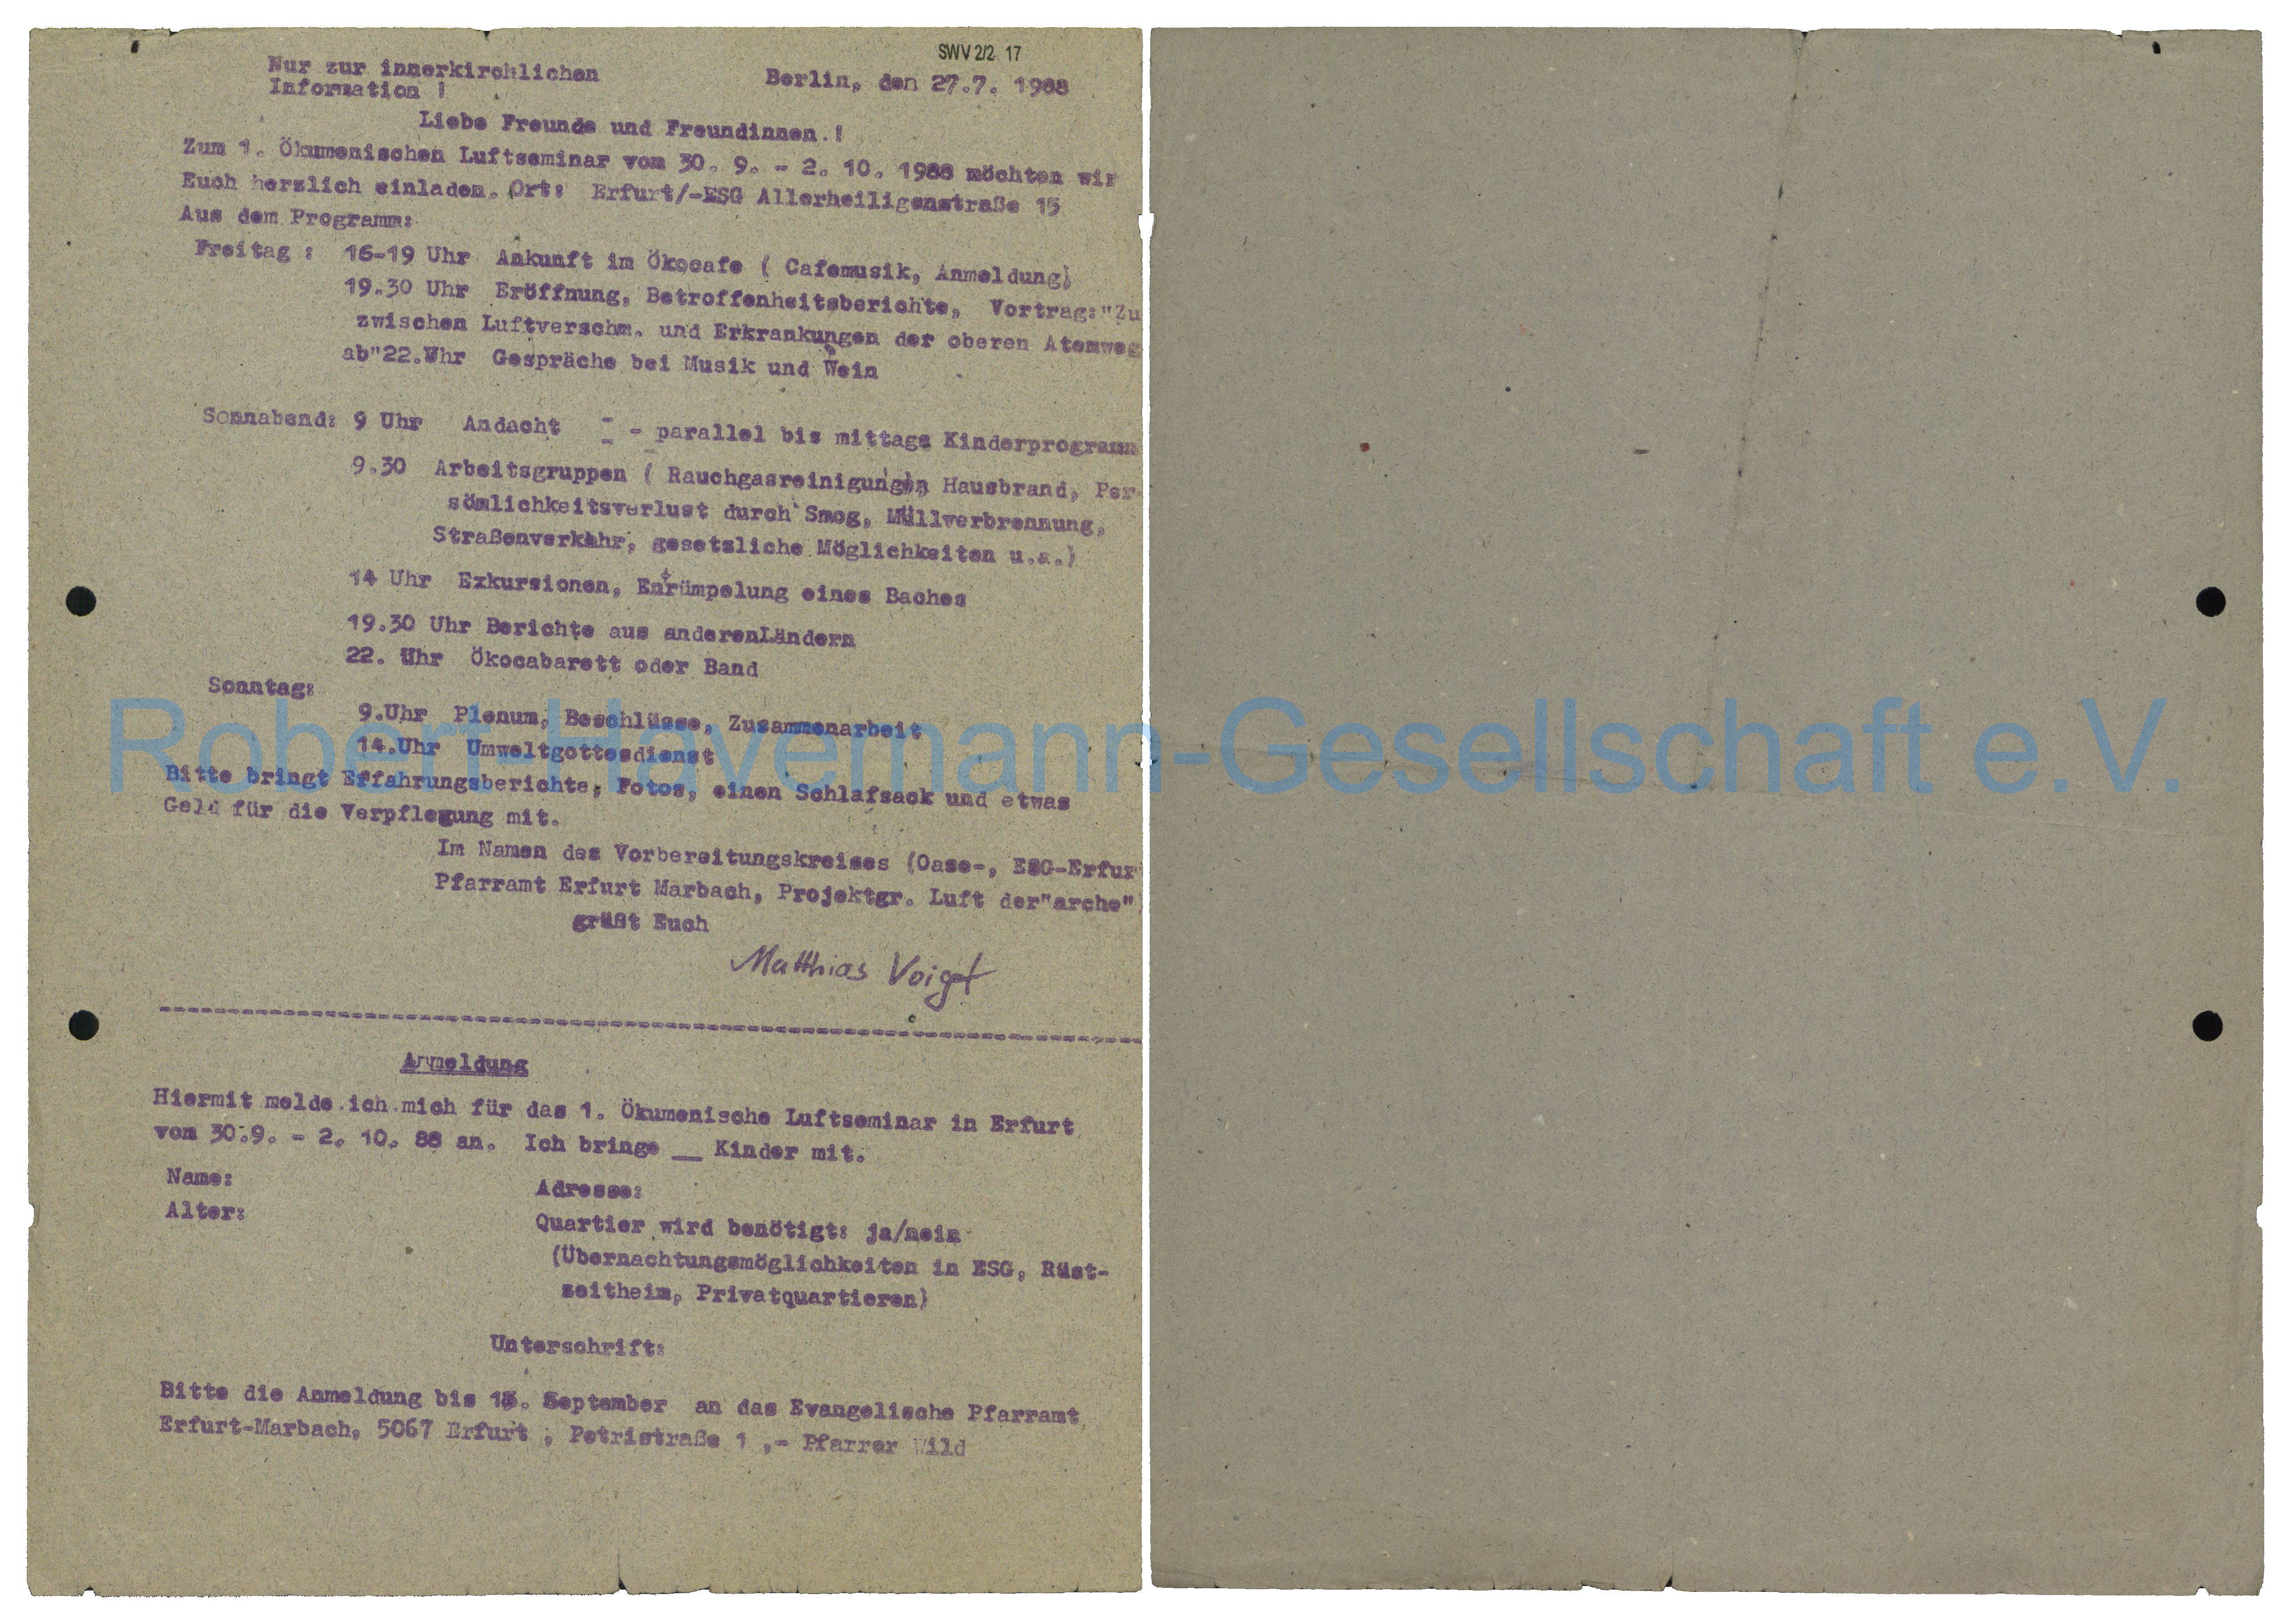 SWV 2/2 17
Nur zur innerkirchlichen
Information !
Berlin, den 27.7. 1988
Liebe Freunde und Freundinnen.!
Zum 1. Ökumenischen Luftseminar vom 30. 9. - 2. 10. 1988 möchten wir
Euch herzlich einladen. Ort: Erfurt/-ESG Allerheiligenstraße 15
Aus dem Programm:
Freitag : 16-19 Uhr Ankunft im Ökocafe ( Cafemusik, Anmeldung)
19.30 Uhr Eröffnung, Betroffenheitsberichte, Vortrag:"Zu
zwischen Luftverschm. und Erkrankungen der oberen Atemweg
ab"22.Uhr Gespräche bei Musik und Wein
Sonnabend: 9 Uhr Andacht - parallel bis mittags Kinderprogramm
9.30 Arbeitsgruppen ( Rauchgasreinigungen Hausbrand, Per
sömlichkeitsverlust durch Smog, Müllverbrennung,
Straßenverkehr, gesetzliche Möglichkeiten u.a.)
14 Uhr Exkursionen, Entrümpelung eines Baches
19.30 Uhr Berichte aus anderenLändern
22. Uhr Ökocabarett oder Band
Sonntag:
9.Uhr Plenum, Beschlüsse, Zusammenarbeit
14.Uhr Umweltgottesdienst
Robert-Havemann-Gesellschaft e.V.
Bitte bringt Erfahrungsberichte, Fotos, einen Schlafsack und etwas
Geld für die Verpflegung mit.
Im Namen des Vorbereitungskreises (Oase-, ESG-Erfur
Pfarramt Erfurt Marbach, Projektgr. Luft der"arche"
grüßt Euch
Matthias Voigt
Anmeldung
Hiermit melde ich mich für das 1. Ökumenische Luftseminar in Erfurt
vom 30.9. - 2. 10. 88 an. Ich bringe __ Kinder mit.
Name:
Adresse:
Alter:
Quartier wird benötigt: ja/nein
(Übernachtungsmöglichkeiten in ESG, Rüst-
zeitheim, Privatquartieren)
Unterschrift:
Bitte die Anmeldung bis 15. September an das Evangelische Pfarramt
Erfurt-Marbach, 5067 Erfurt , Petristraße 1 ,- Pfarrer Wild